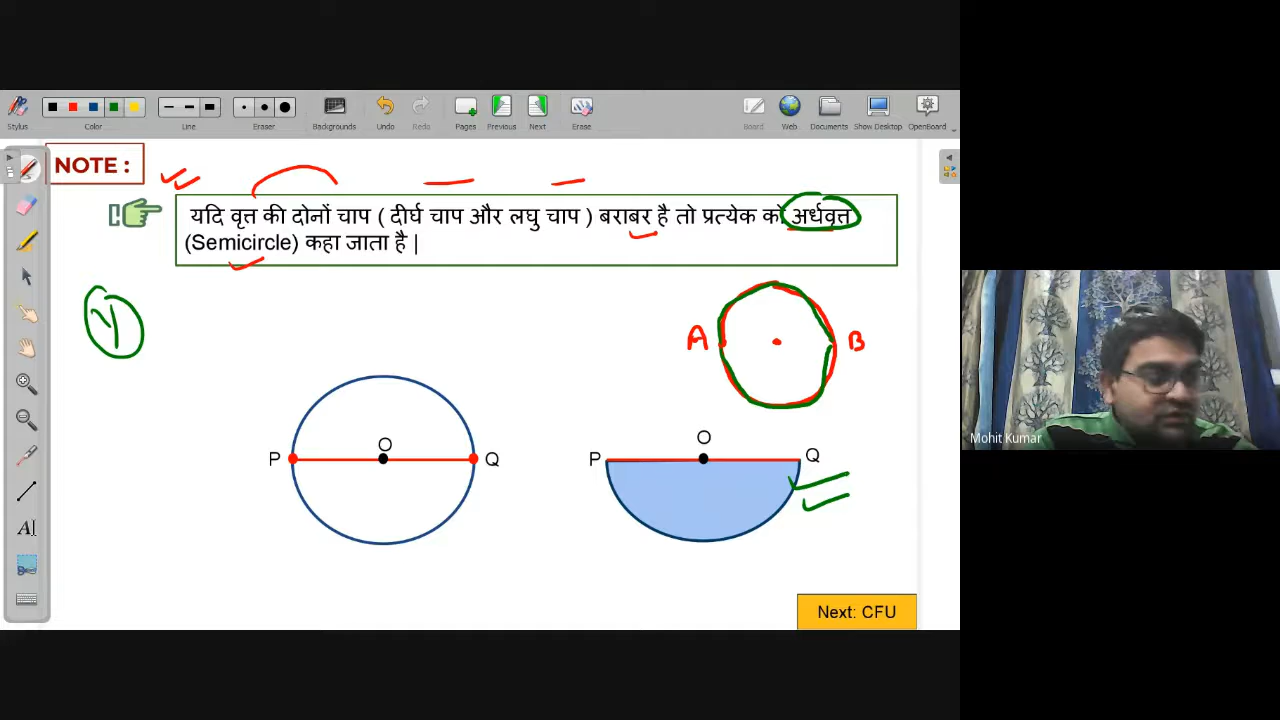 Stylus
Color
Line
Eraser
Backgrounds
Undo
Redo
Pages
Previous
Next
Erase
Board
Web
Documents
Show Desktop
OpenBoard
NOTE :
यदि वृत्त की दोनों चाप ( दीर्घ चाप और लघु चाप ) बराबर है तो प्रत्येक को अर्धवृत्त
(Semicircle) कहा जाता है |
A
B
P
O
Q
P
O
Q
Mohit Kumar
Next: CFU